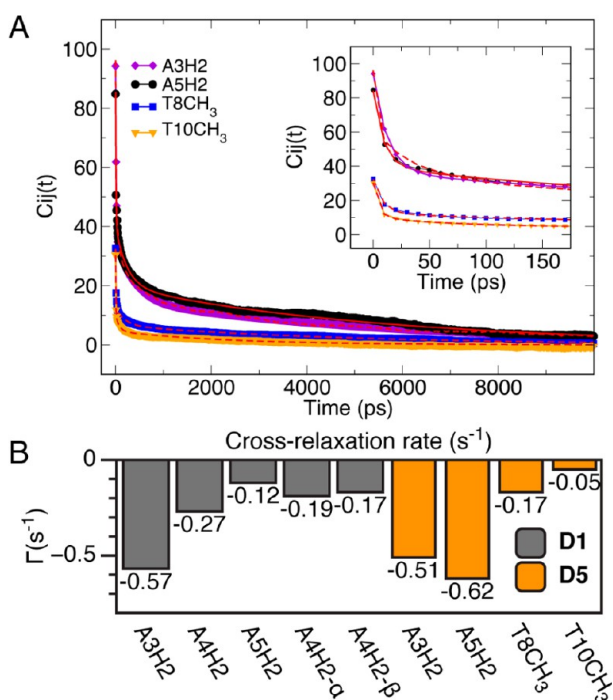 A
Cij(t)
100
80
60
40
20
0
A3H2
A5H2
T8CH3
T10CH3
Cij(t)
100
80
60
40
20
0
0 50 100 150
Time (ps)
0 2000 4000 6000 8000
Time (ps)
B
Cross-relaxation rate (s⁻¹)
Γ(s⁻¹)
0
-0.5
-0.57
-0.27
-0.12
-0.19
-0.17
-0.51
-0.62
-0.17
-0.05
D1
D5
A3H2
A4H2
A5H2
A4H2-α
A4H2-β
A3H2
A5H2
T8CH3
T10CH3